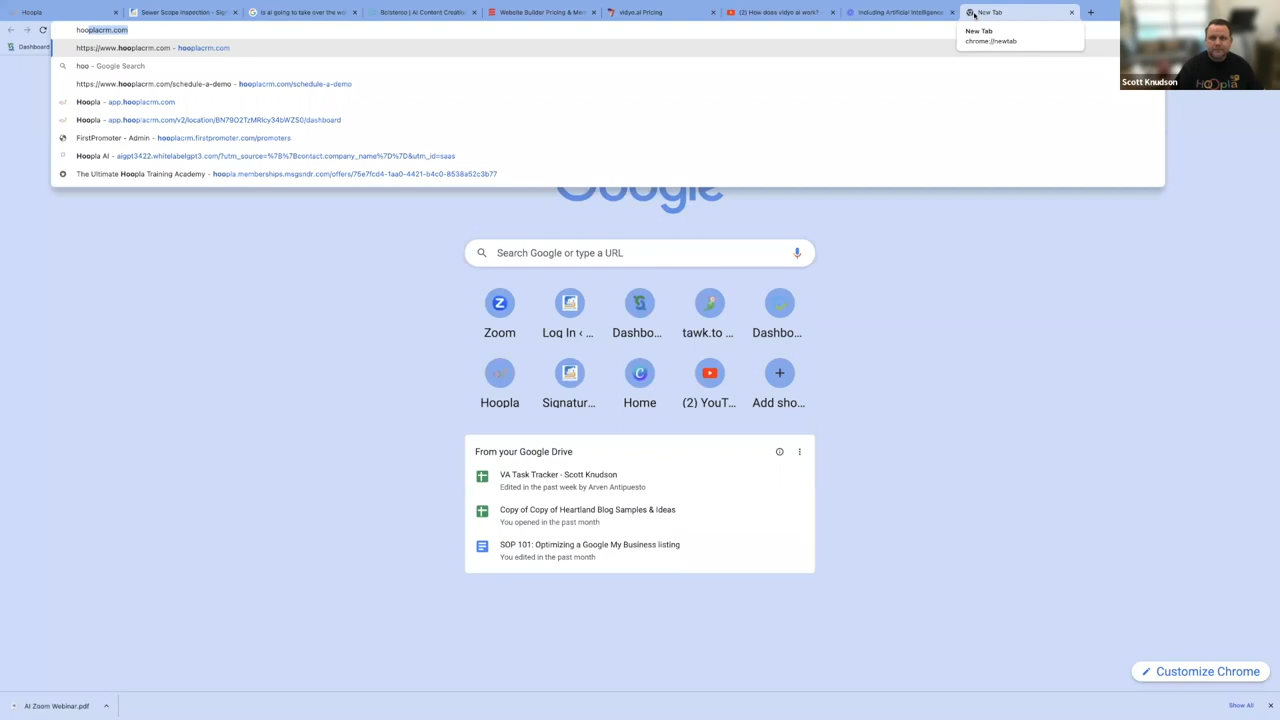 Hoopla
Sewer Scope Inspection - Sig
Is ai going to take over the wo
Bolsteroo | AI Content Creation
Website Builder Pricing & Mem
vidyo.ai Pricing
(2) How does vidyo ai work? -
Including Artificial Intelligence
New Tab
hooplacrm.com
New Tab
chrome://newtab
Dashboard
https://www.hooplacrm.com - hooplacrm.com
hoo - Google Search
https://www.hooplacrm.com/schedule-a-demo - hooplacrm.com/schedule-a-demo
Hoopla - app.hooplacrm.com
Hoopla - app.hooplacrm.com/v2/location/BN79O2TzMRIcy34bWZS0/dashboard
FirstPromoter - Admin - hooplacrm.firstpromoter.com/promoters
Hoopla AI - aigpt3422.whitelabelgpt3.com/?utm_source=%7B%7Bcontact.company_name%7D%7D&utm_id=saas
The Ultimate Hoopla Training Academy - hoopla.memberships.msgsndr.com/offers/75e7fcd4-1aa0-4421-b4c0-8538a52c3b77
Scott Knudson
Hoopla
Google
Search Google or type a URL
Zoom
Log In ‹ ...
Dashbo...
tawk.to ...
Dashbo...
Hoopla
Signatur...
Home
(2) YouT...
Add sho...
From your Google Drive
VA Task Tracker - Scott Knudson
Edited in the past week by Arven Antipuesto
Copy of Copy of Heartland Blog Samples & Ideas
You opened in the past month
SOP 101: Optimizing a Google My Business listing
You edited in the past month
Customize Chrome
AI Zoom Webinar.pdf
Show All